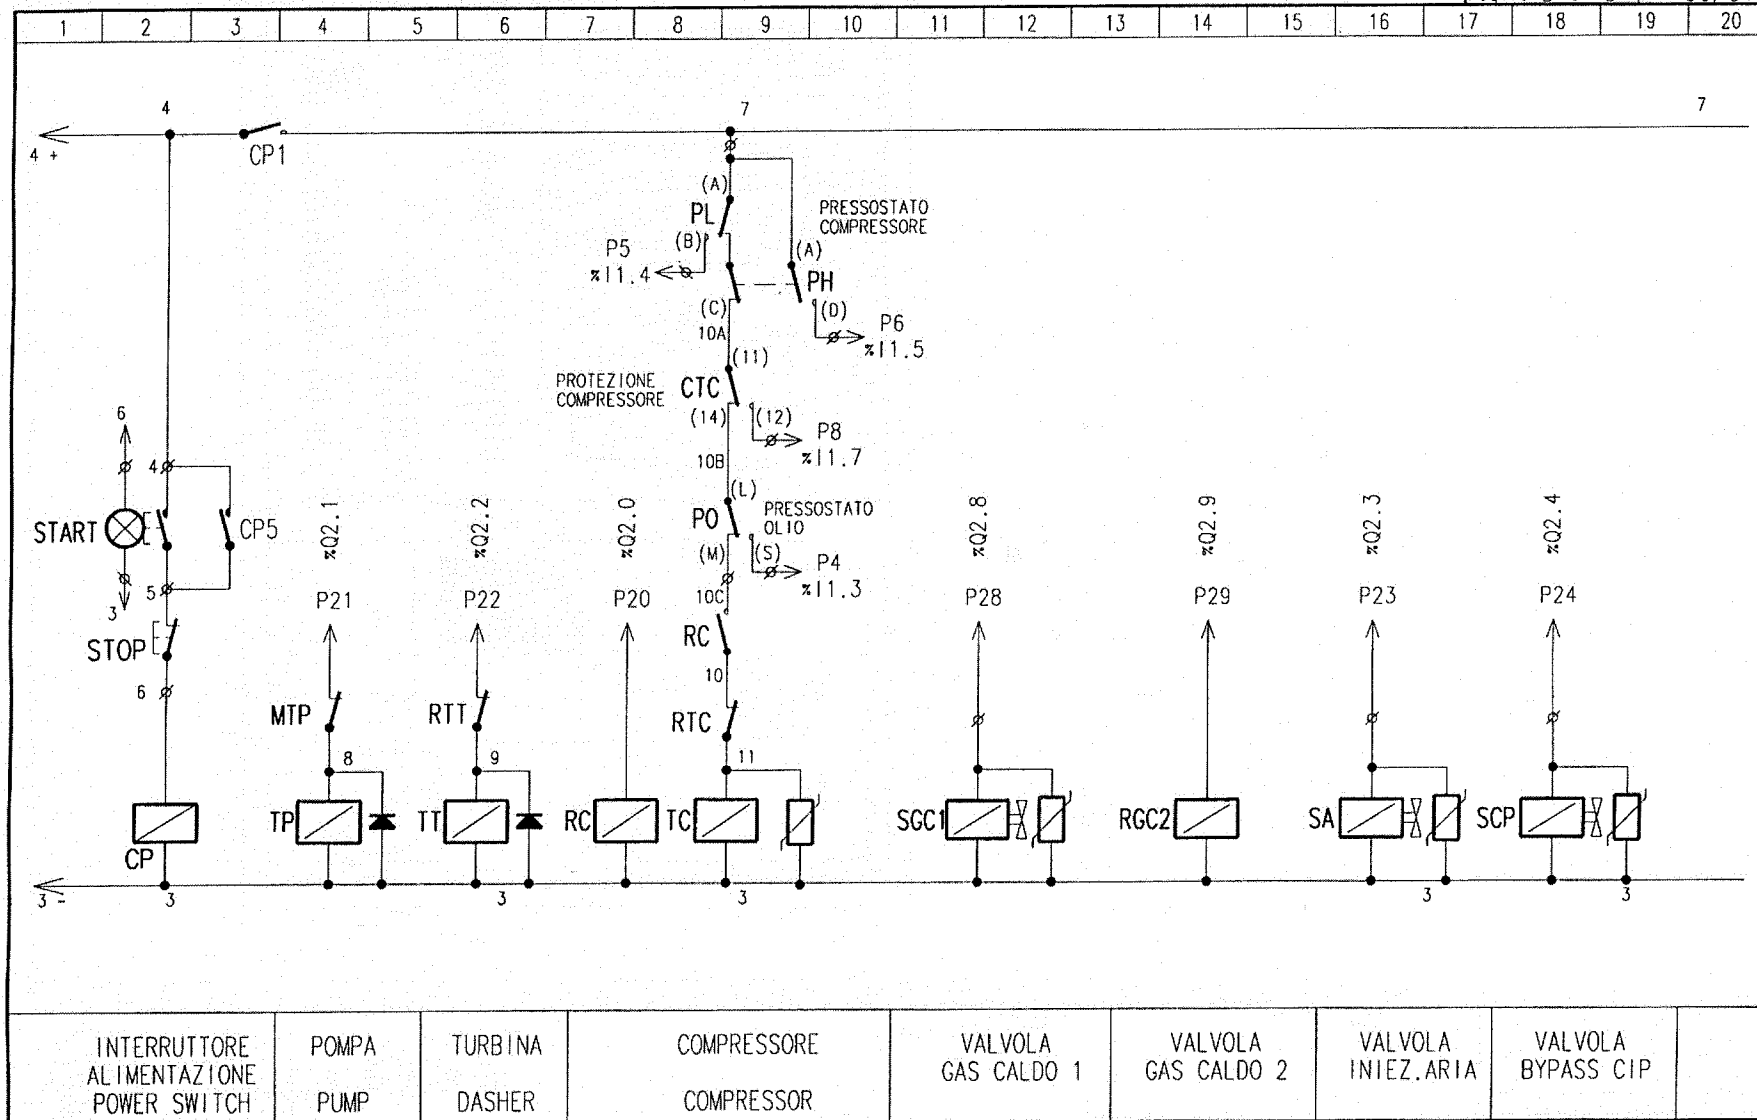 1 2 3 4 5 6 7 8 9 10 11 12 13 14 15 16 17 18 19 20
4 7 7
4 +
CP1
(A)
PL
PRESSOSTATO
COMPRESSORE
(B)
P5
%I1.4
(A)
PH
(C)
(D)
10A
P6
%I1.5
(11)
PROTEZIONE
COMPRESSORE
CTC
(14)
(12)
P8
%I1.7
10B
6
4
(L)
PO
PRESSOSTATO
OLIO
(M)
(S)
P4
%I1.3
10C
START
CP5
5
3
STOP
6
%Q2.1
%Q2.2
%Q2.0
%Q2.8
%Q2.9
%Q2.3
%Q2.4
P21
P22
P20
P28
P29
P23
P24
RC
10
MTP
RTT
RTC
8
9
11
CP
TP
TT
RC
TC
SGC1
RGC2
SA
SCP
3 -
3
3
3
3
3
INTERRUTTORE
ALIMENTAZIONE
POWER SWITCH
POMPA
PUMP
TURBINA
DASHER
COMPRESSORE
COMPRESSOR
VALVOLA
GAS CALDO 1
VALVOLA
GAS CALDO 2
VALVOLA
INIEZ.ARIA
VALVOLA
BYPASS CIP